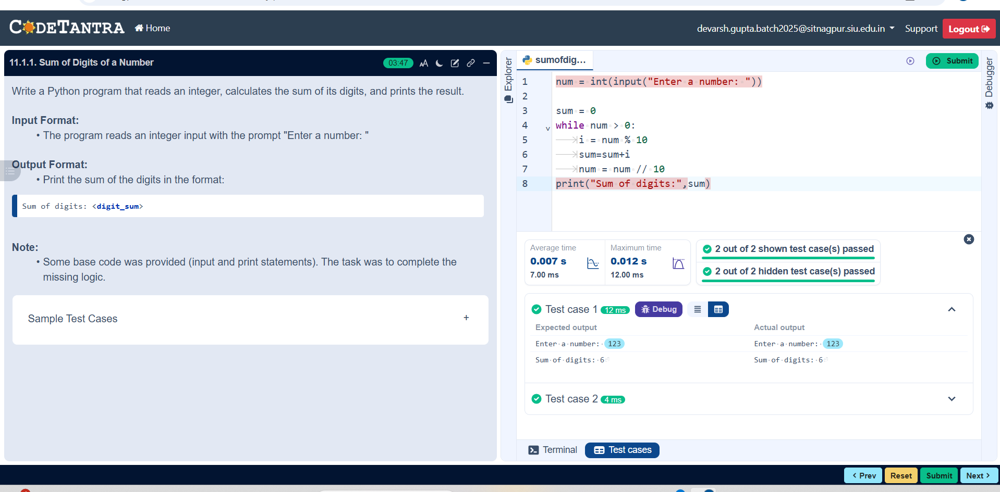 CODETANTRA Home devarsh.gupta.batch2025@sitnagpur.siu.edu.in Support Logout
11.1.1. Sum of Digits of a Number 03:47 AA
Write a Python program that reads an integer, calculates the sum of its digits, and prints the result.
Input Format:
• The program reads an integer input with the prompt "Enter a number: "
Output Format:
• Print the sum of the digits in the format:
Sum of digits: <digit_sum>
Note:
• Some base code was provided (input and print statements). The task was to complete the
missing logic.
Sample Test Cases +
Explorer
sumofdig...
Submit
Debugger
1 num = int(input("Enter a number: "))
2
3 sum = 0
4 while num > 0:
5 i = num % 10
6 sum=sum+i
7 num = num // 10
8 print("Sum of digits:",sum)
Average time
0.007 s
7.00 ms
Maximum time
0.012 s
12.00 ms
2 out of 2 shown test case(s) passed
2 out of 2 hidden test case(s) passed
Test case 1 12 ms Debug
Expected output Actual output
Enter a number: 123 Enter a number: 123
Sum of digits: 6 Sum of digits: 6
Test case 2 4 ms
Terminal Test cases
< Prev Reset Submit Next >